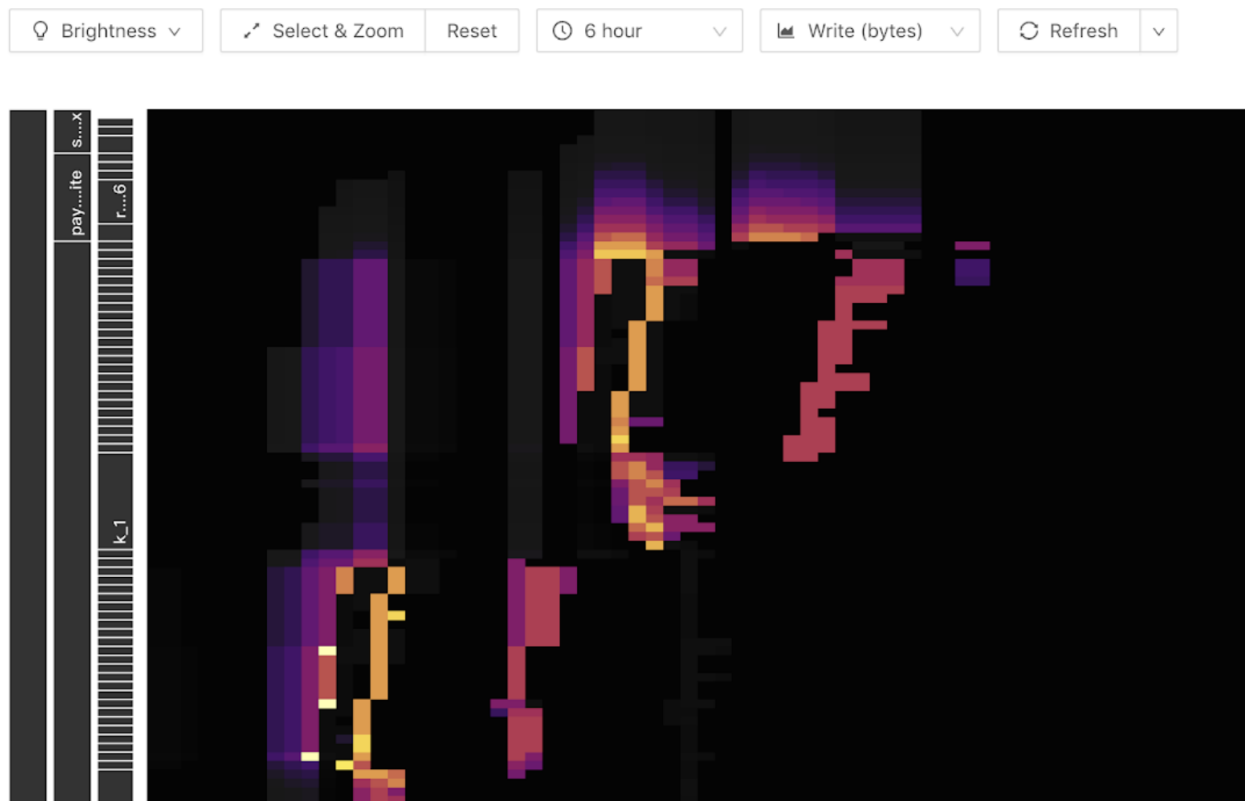 Brightness
Select & Zoom
Reset
6 hour
Write (bytes)
Refresh
s....x
pay....ite
r....6
k_1